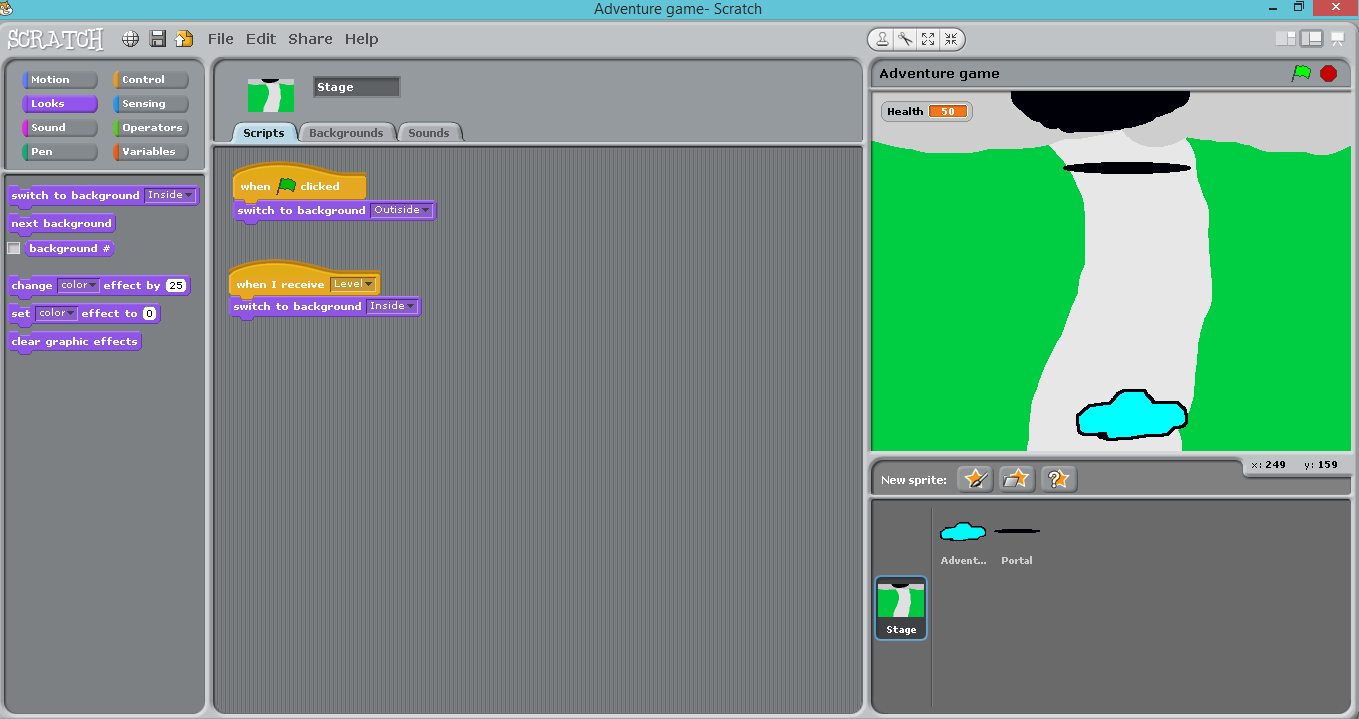 Adventure game- Scratch
SCRATCH
File Edit Share Help
Motion Control
Looks Sensing
Sound Operators
Pen Variables
switch to background Inside
next background
background #
change color effect by 25
set color effect to 0
clear graphic effects
Stage
Scripts Backgrounds Sounds
when clicked
switch to background Outiside
when I receive Level
switch to background Inside
Adventure game
Health 50
x: 249 y: 159
New sprite:
Advent... Portal
Stage